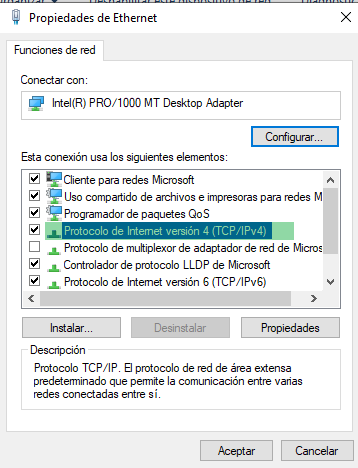 Propiedades de Ethernet
Funciones de red
Conectar con:
Intel(R) PRO/1000 MT Desktop Adapter
Configurar...
Esta conexión usa los siguientes elementos:
Cliente para redes Microsoft
Uso compartido de archivos e impresoras para redes M
Programador de paquetes QoS
Protocolo de Internet versión 4 (TCP/IPv4)
Protocolo de multiplexor de adaptador de red de Micros
Controlador de protocolo LLDP de Microsoft
Protocolo de Internet versión 6 (TCP/IPv6)
Instalar... Desinstalar Propiedades
Descripción
Protocolo TCP/IP. El protocolo de red de área extensa
predeterminado que permite la comunicación entre varias
redes conectadas entre sí.
Aceptar Cancelar